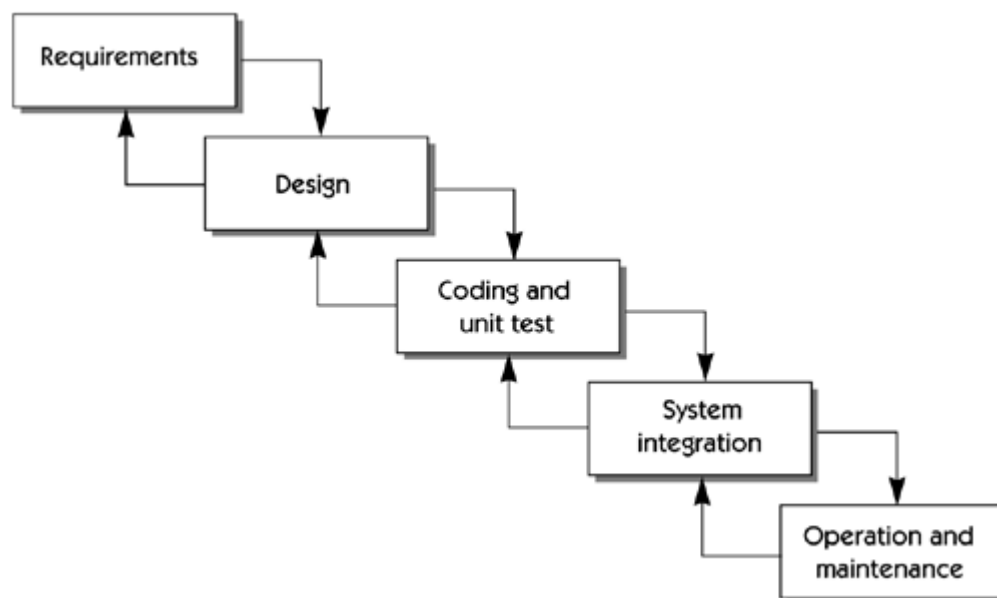 Requirements
Design
Coding and
unit test
System
integration
Operation and
maintenance